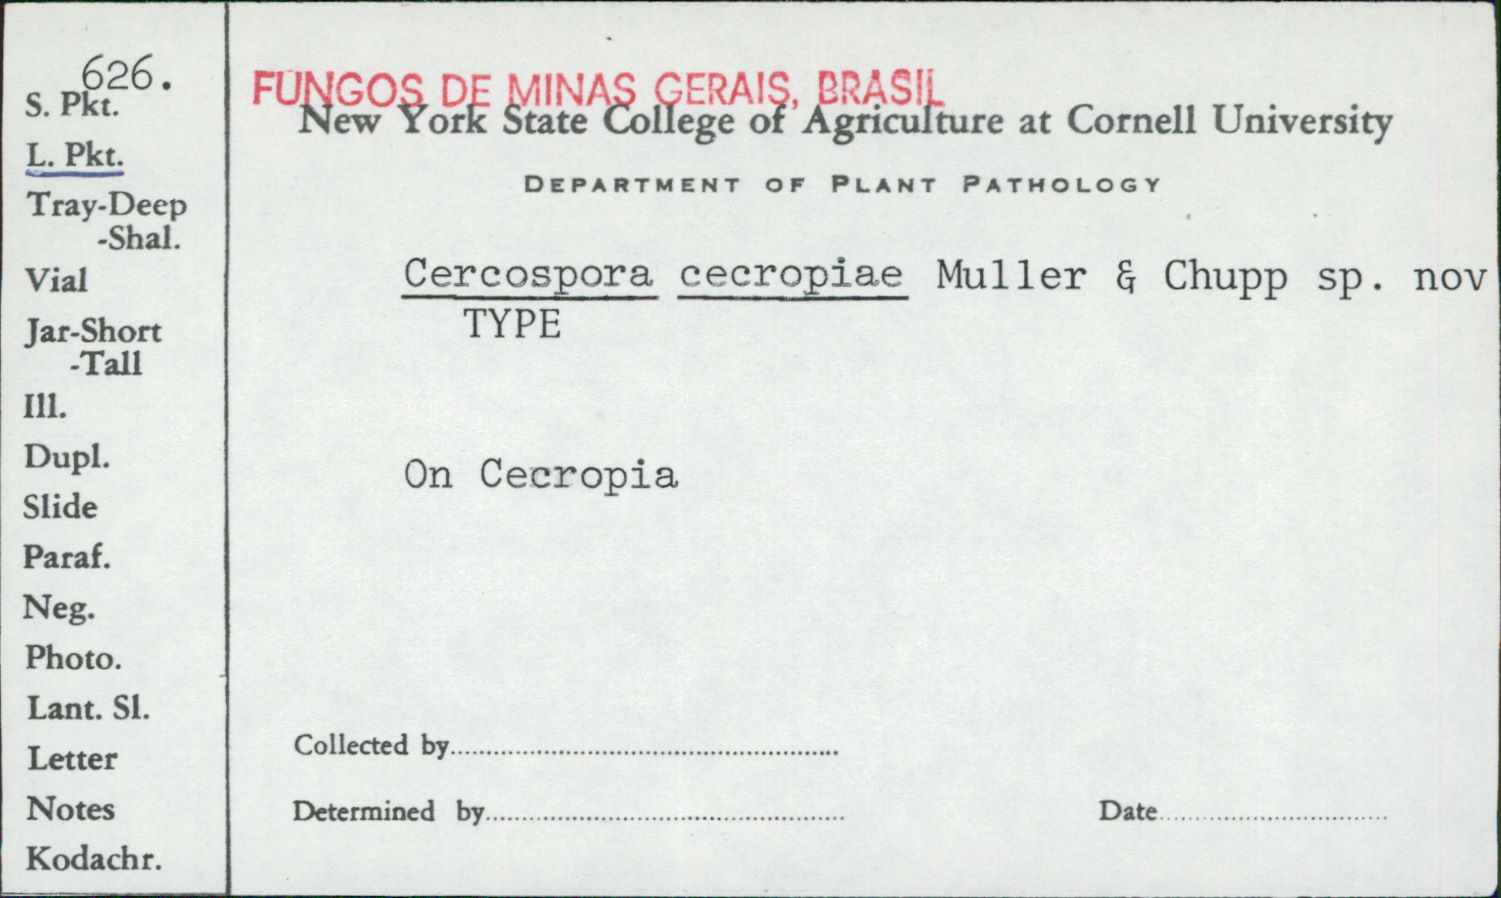 626.
S. Pkt.
L. Pkt.
Tray-Deep
-Shal.
Vial
Jar-Short
-Tall
Ill.
Dupl.
Slide
Paraf.
Neg.
Photo.
Lant. Sl.
Letter
Notes
Kodachr.
FUNGOS DE MINAS GERAIS, BRASIL
New York State College of Agriculture at Cornell University
DEPARTMENT OF PLANT PATHOLOGY
Cercospora cecropiae Muller & Chupp sp. nov
TYPE
On Cecropia
Collected by
Determined by Date